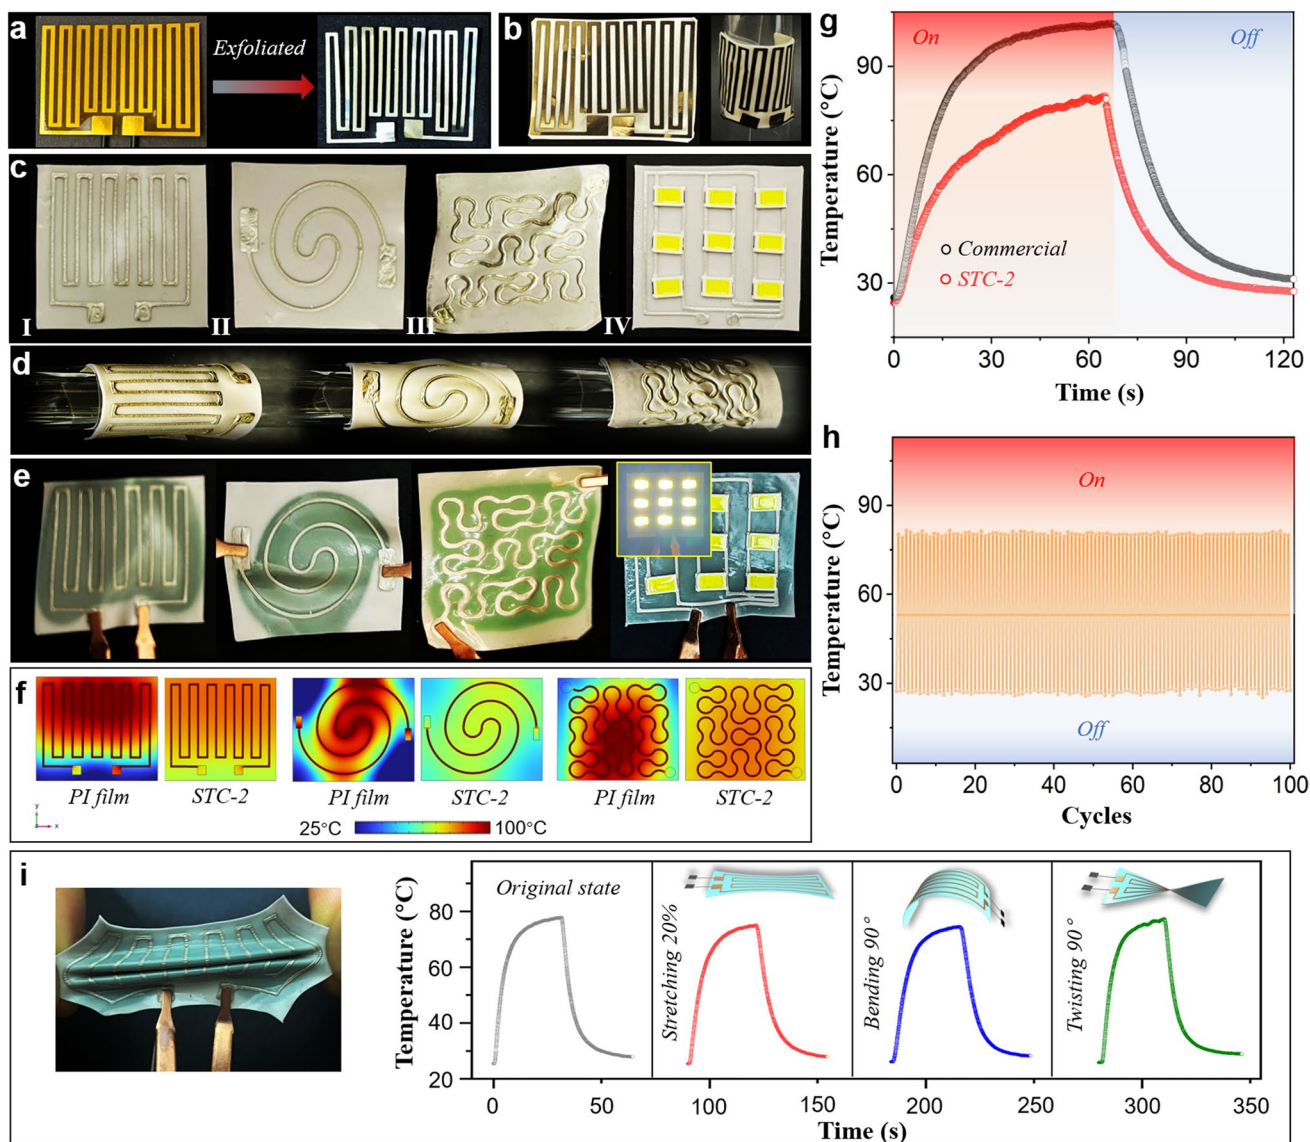 a
Exfoliated
b
c
I
II
III
IV
d
e
f
PI film
STC-2
PI film
STC-2
PI film
STC-2
y
x
25°C
100°C
g
On
Off
Temperature (°C)
90
60
30
Commercial
STC-2
0
30
60
90
120
Time (s)
h
On
Off
Temperature (°C)
90
60
30
0
20
40
60
80
100
Cycles
i
Temperature (°C)
80
60
40
20
Original state
Stretching 20%
Bending 90°
Twisting 90°
0
50
100
150
200
250
300
350
Time (s)